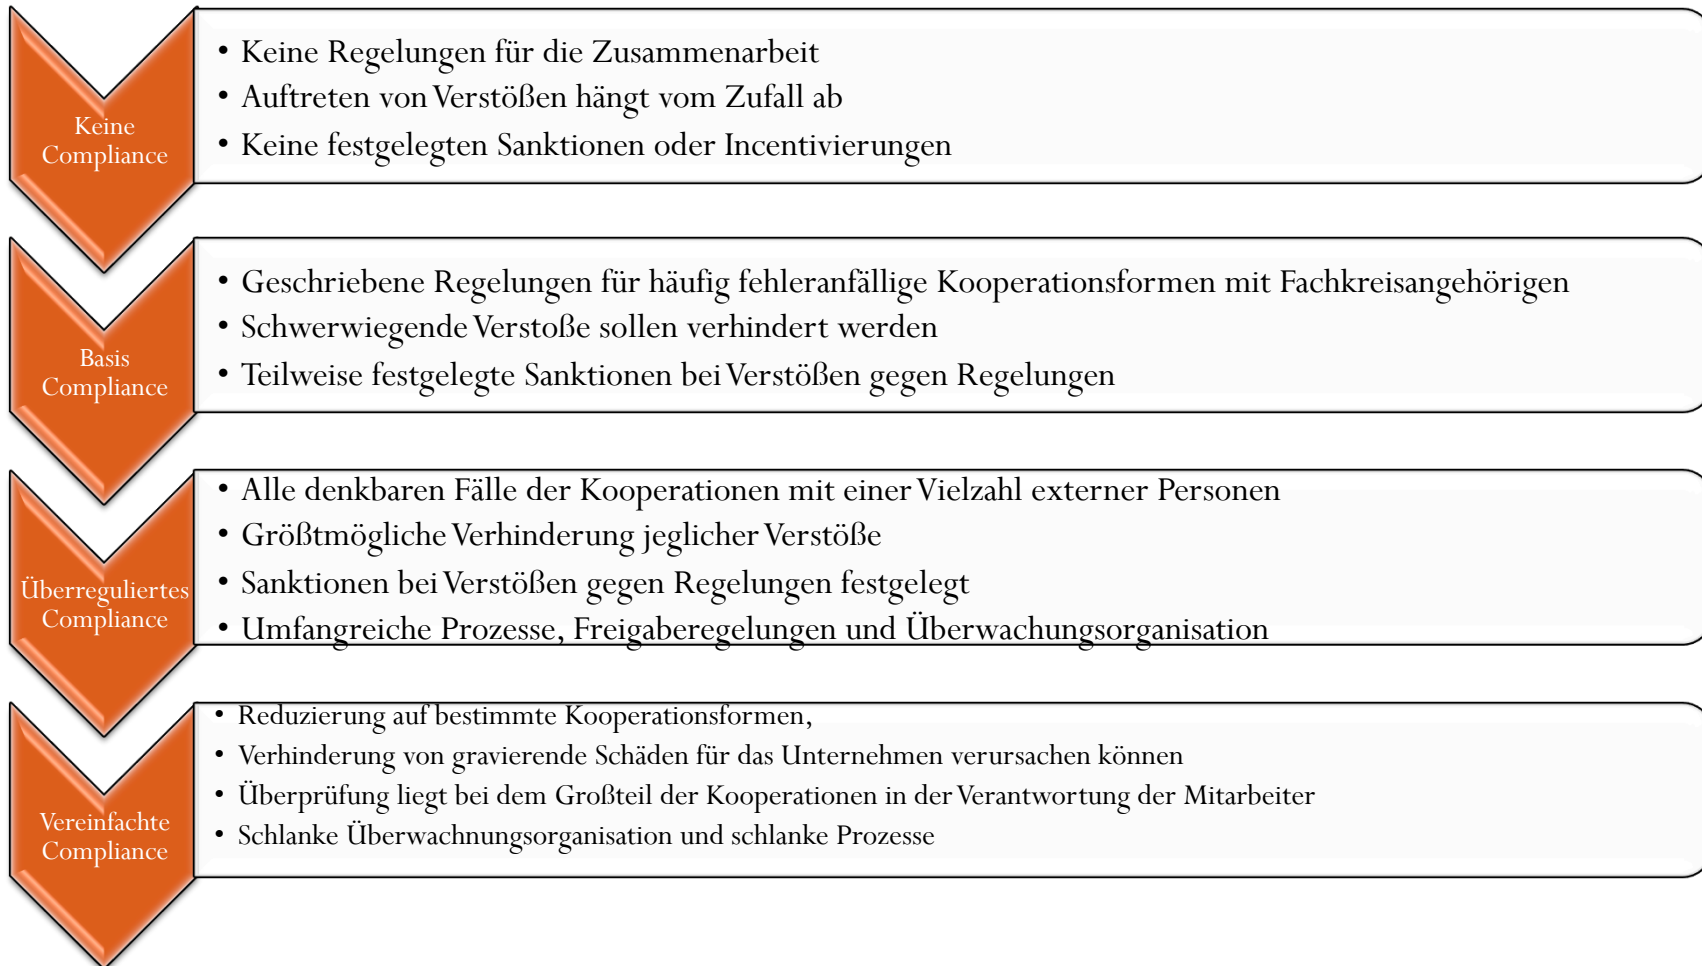 Keine
Compliance
• Keine Regelungen für die Zusammenarbeit
• Auftreten von Verstößen hängt vom Zufall ab
• Keine festgelegten Sanktionen oder Incentivierungen
Basis
Compliance
• Geschriebene Regelungen für häufig fehleranfällige Kooperationsformen mit Fachkreisangehörigen
• Schwerwiegende Verstoße sollen verhindert werden
• Teilweise festgelegte Sanktionen bei Verstößen gegen Regelungen
Überreguliertes
Compliance
• Alle denkbaren Fälle der Kooperationen mit einer Vielzahl externer Personen
• Größtmögliche Verhinderung jeglicher Verstöße
• Sanktionen bei Verstößen gegen Regelungen festgelegt
• Umfangreiche Prozesse, Freigaberegelungen und Überwachungsorganisation
Vereinfachte
Compliance
• Reduzierung auf bestimmte Kooperationsformen,
• Verhinderung von gravierende Schäden für das Unternehmen verursachen können
• Überprüfung liegt bei dem Großteil der Kooperationen in der Verantwortung der Mitarbeiter
• Schlanke Überwachnungsorganisation und schlanke Prozesse